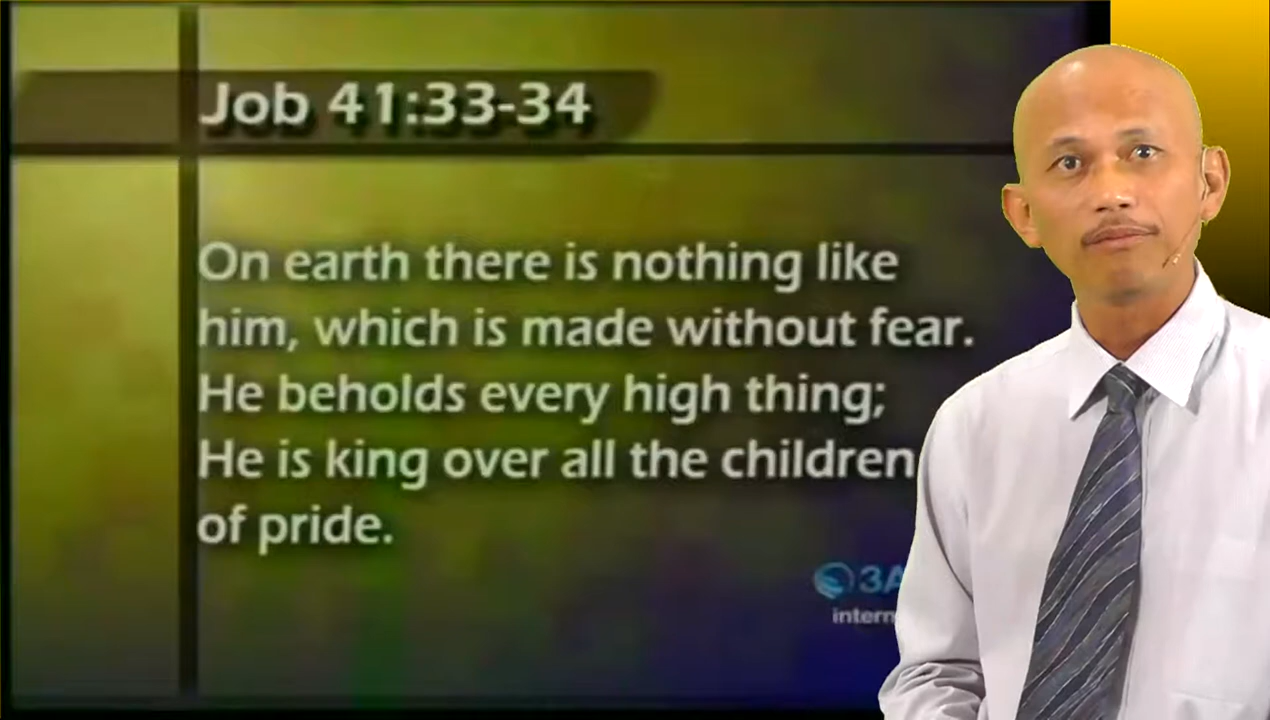 Job 41:33-34
On earth there is nothing like
him, which is made without fear.
He beholds every high thing;
He is king over all the children
of pride.
3A
intern